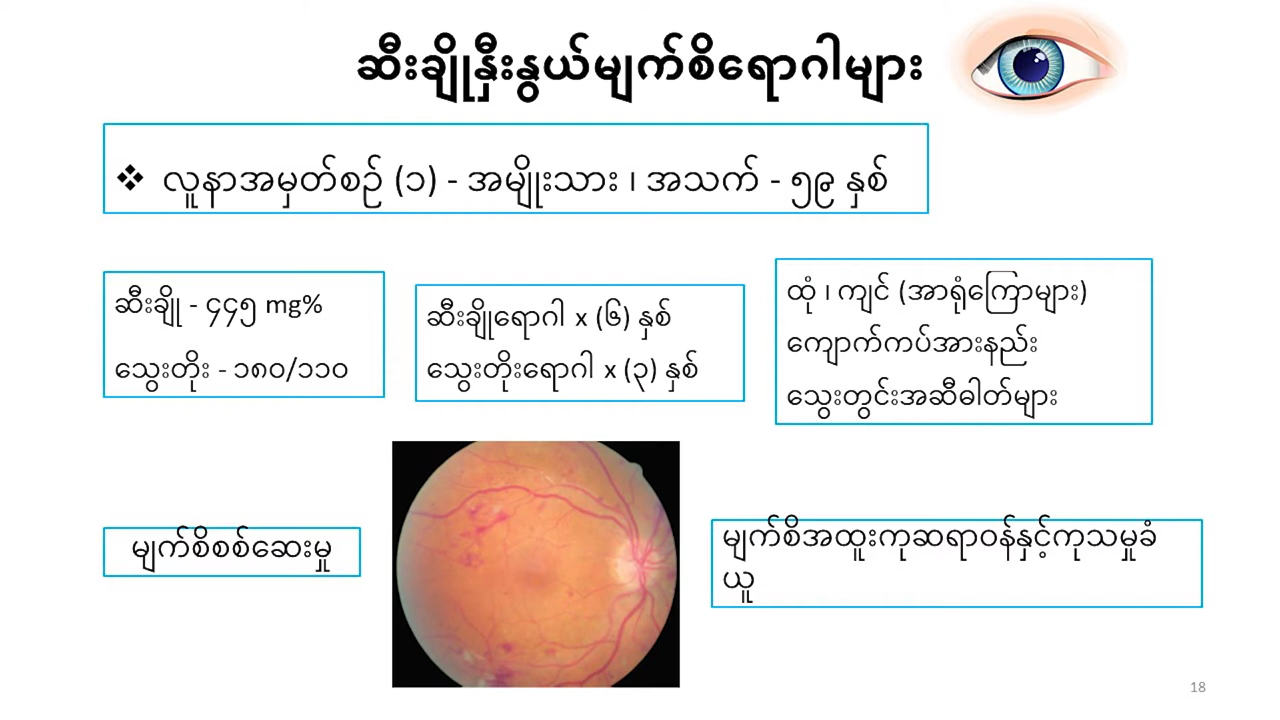 ဆီးချိုနှီးနွယ်မျက်စိရောဂါများ
❖ လူနာအမှတ်စဉ် (၁) - အမျိုးသား ၊ အသက် - ၅၉ နှစ်
ဆီးချို - ၄၄၅ mg%
သွေးတိုး - ၁၈၀/၁၁၀
ဆီးချိုရောဂါ x (၆) နှစ်
သွေးတိုးရောဂါ x (၃) နှစ်
ထုံ ၊ ကျင် (အာရုံကြောများ)
ကျောက်ကပ်အားနည်း
သွေးတွင်းအဆီဓါတ်များ
မျက်စိစစ်ဆေးမှု
မျက်စိအထူးကုဆရာဝန်နှင့်ကုသမှုခံ
ယူ
18